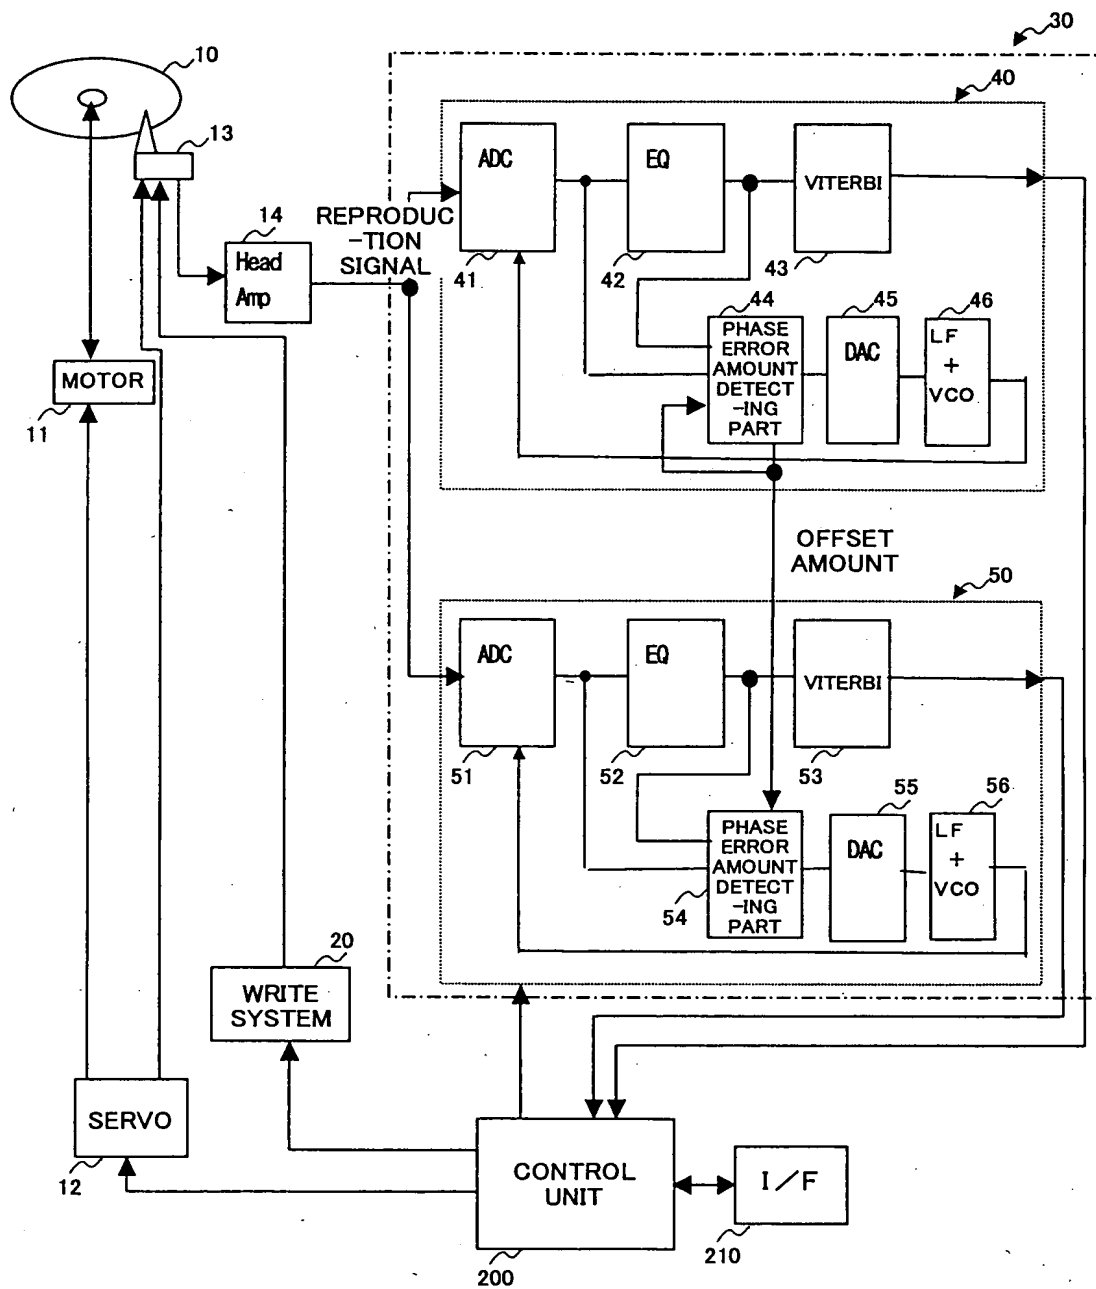 30
10
40
13
ADC
EQ
VITERBI
14
REPRODUC
-TION
SIGNAL
Head
Amp
41
42
43
44
45
46
PHASE
ERROR
AMOUNT
DETECT
-ING
PART
DAC
LF
+
VCO
MOTOR
11
OFFSET
AMOUNT
50
ADC
EQ
VITERBI
51
52
53
55
56
PHASE
ERROR
AMOUNT
DETECT
-ING
PART
54
DAC
LF
+
VCO
20
WRITE
SYSTEM
SERVO
12
CONTROL
UNIT
200
I/F
210